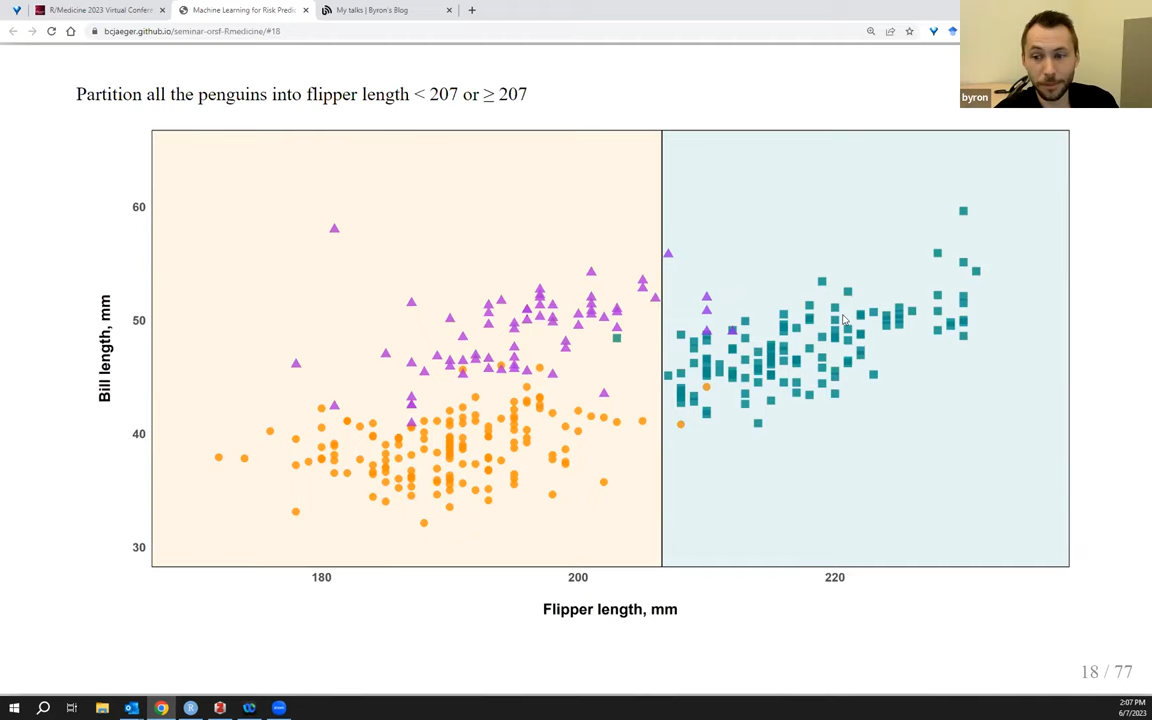 R/Medicine 2023 Virtual Confere
Machine Learning for Risk Predic
My talks | Byron's Blog
bcjaeger.github.io/seminar-orsf-Rmedicine/#18
byron
Partition all the penguins into flipper length < 207 or ≥ 207
60
50
40
30
Bill length, mm
180
200
220
Flipper length, mm
18 / 77
2:07 PM
6/7/2023